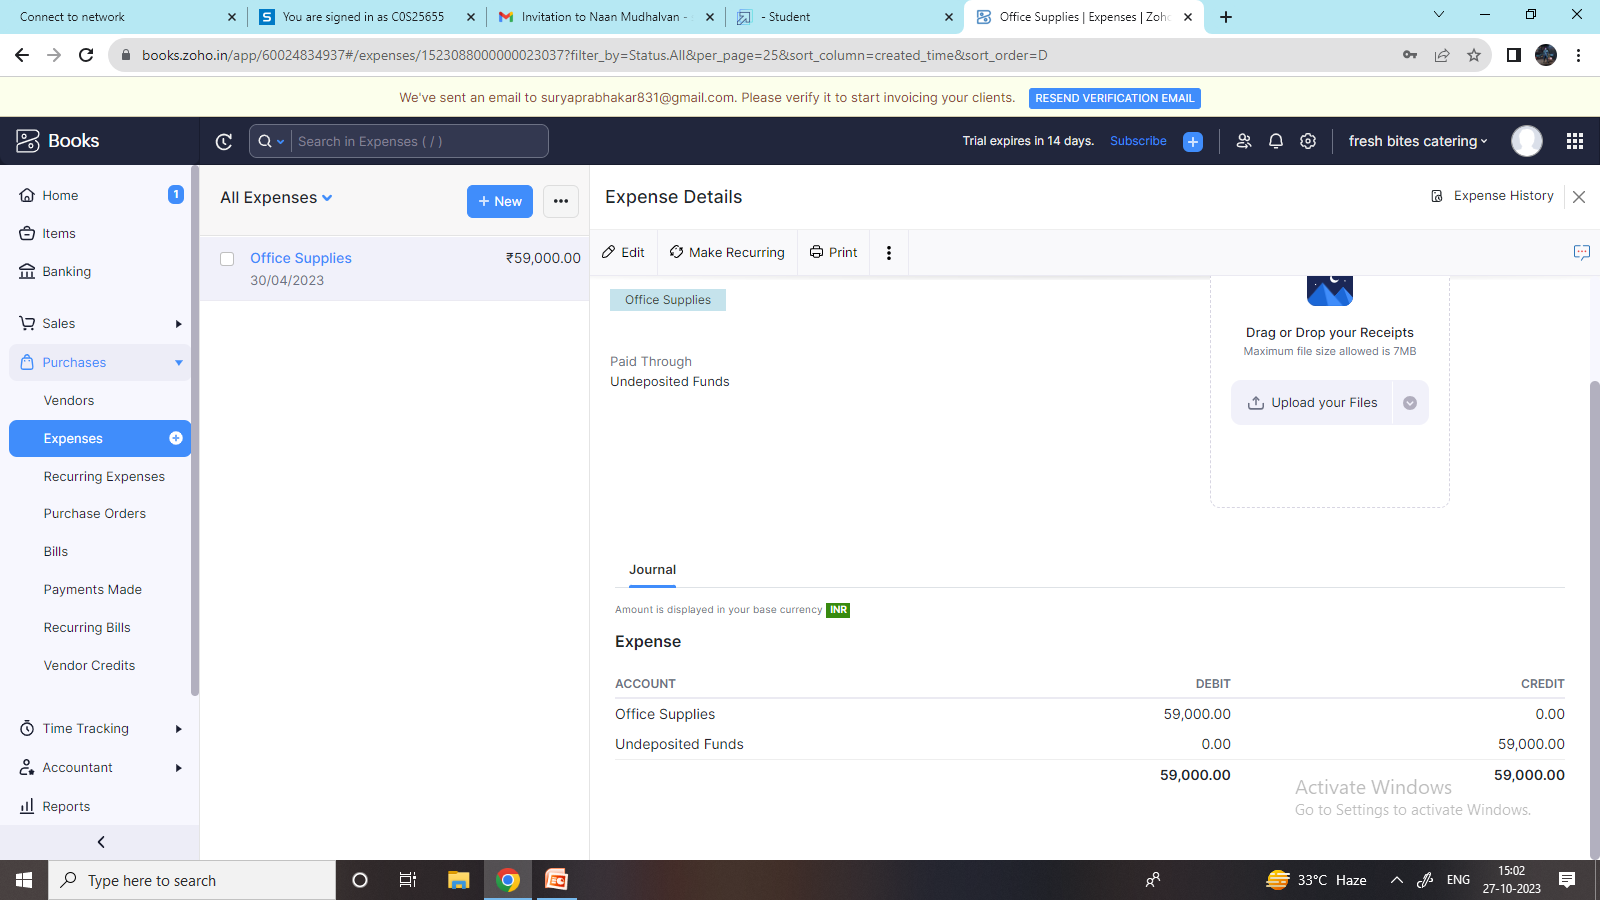 Connect to network
You are signed in as C0S25655
Invitation to Naan Mudhalvan -
- Student
Office Supplies | Expenses | Zoho
books.zoho.in/app/60024834937#/expenses/1523088000000023037?filter_by=Status.All&per_page=25&sort_column=created_time&sort_order=D
We've sent an email to suryaprabhakar831@gmail.com. Please verify it to start invoicing your clients. RESEND VERIFICATION EMAIL
Books
Search in Expenses ( / )
Trial expires in 14 days. Subscribe
fresh bites catering
Home 1
Items
Banking
Sales
Purchases
Vendors
Expenses
Recurring Expenses
Purchase Orders
Bills
Payments Made
Recurring Bills
Vendor Credits
Time Tracking
Accountant
Reports
All Expenses
+ New
Office Supplies ₹59,000.00
30/04/2023
Expense Details
Expense History
Edit Make Recurring Print
Office Supplies
Paid Through
Undeposited Funds
Drag or Drop your Receipts
Maximum file size allowed is 7MB
Upload your Files
Journal
Amount is displayed in your base currency INR
Expense
ACCOUNT DEBIT CREDIT
Office Supplies 59,000.00 0.00
Undeposited Funds 0.00 59,000.00
59,000.00 59,000.00
Activate Windows
Go to Settings to activate Windows.
Type here to search
33°C Haze
ENG
15:02
27-10-2023